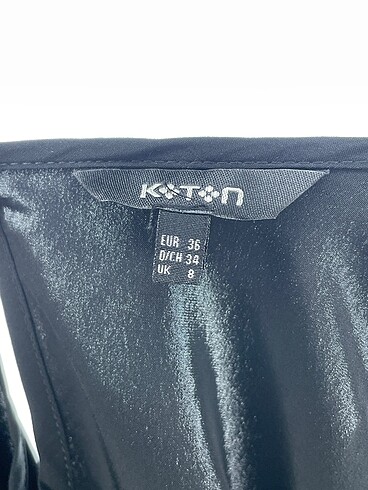 KOTON
EUR 36
D/CH 34
UK 8